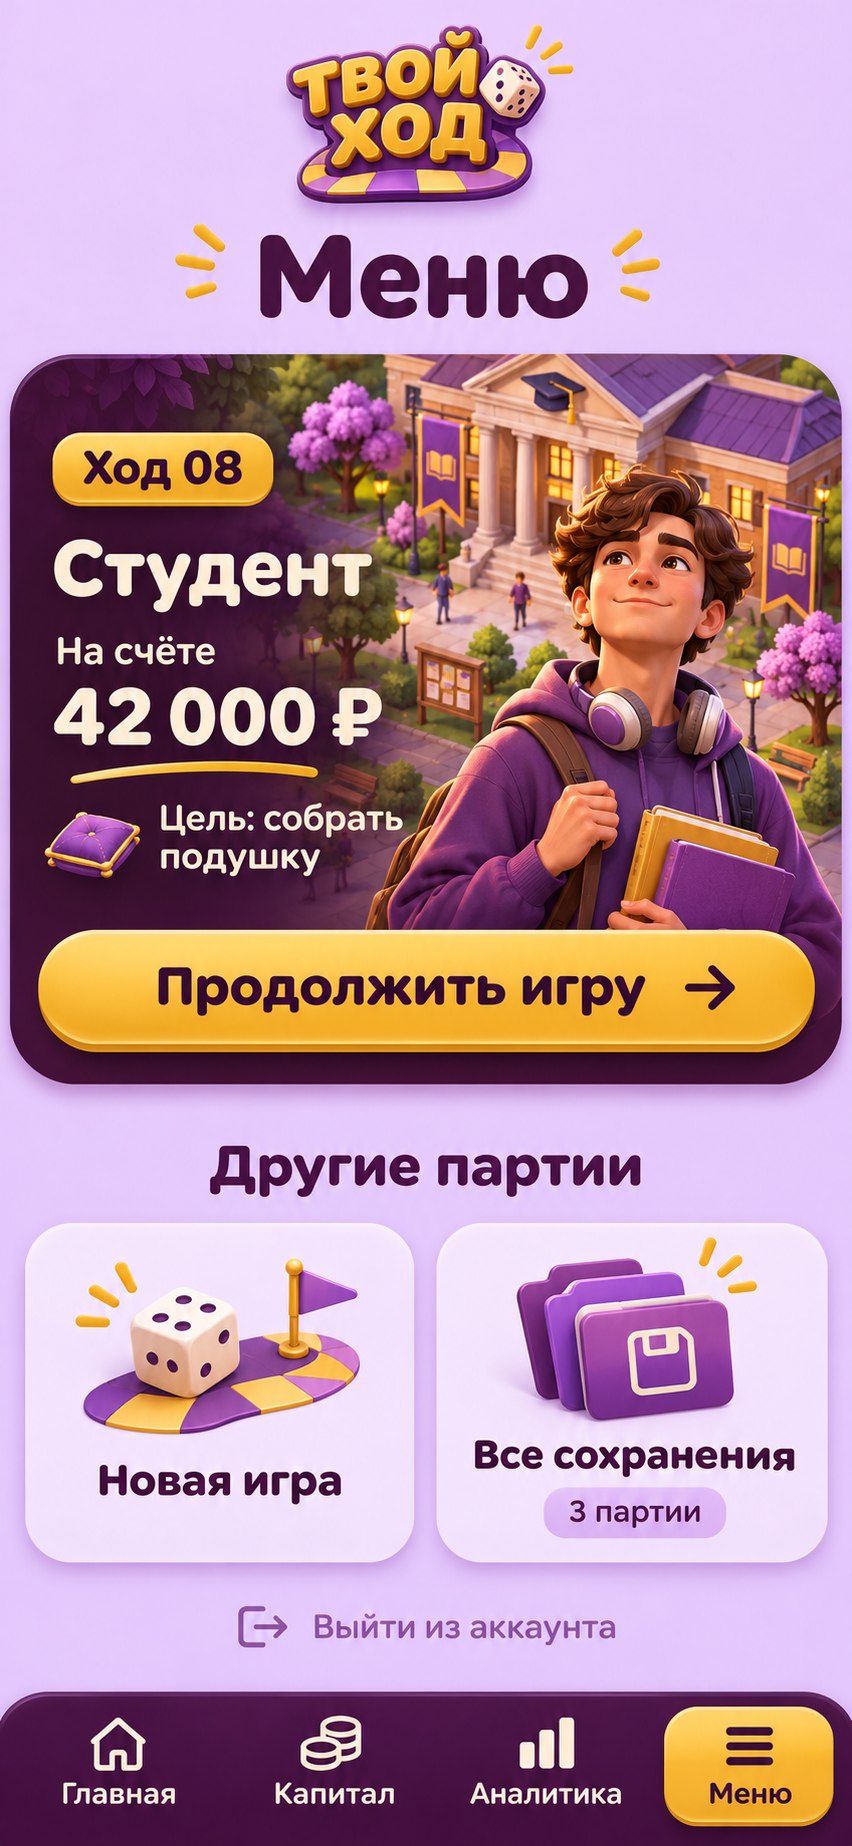 ТВОЙ
ХОД
Меню
Ход 08
Студент
На счёте
42 000 ₽
Цель: собрать
подушку
Продолжить игру
Другие партии
Новая игра
Все сохранения
3 партии
Выйти из аккаунта
Главная
Капитал
Аналитика
Меню